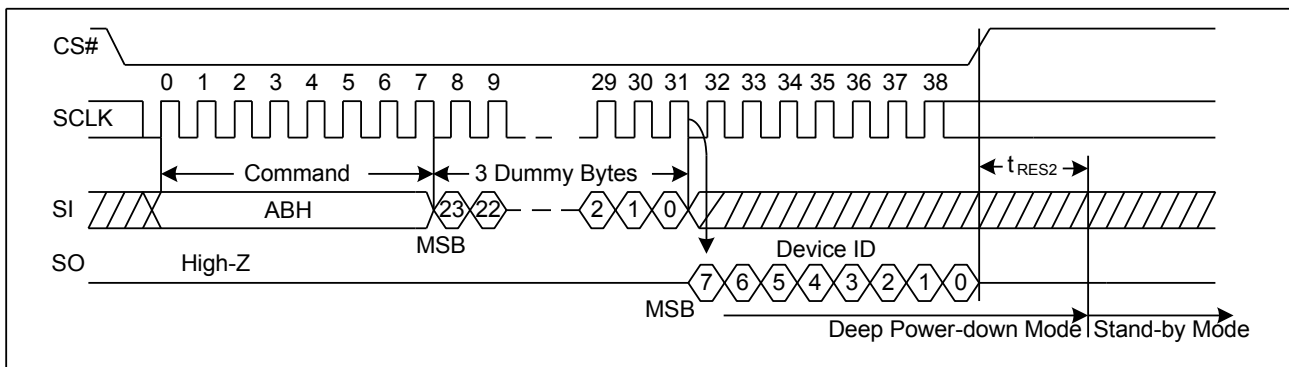 CS#
0 1 2 3 4 5 6 7 8 9 29 30 31 32 33 34 35 36 37 38
SCLK
Command 3 Dummy Bytes tRES2
SI ABH 23 22 2 1 0
MSB Device ID
SO High-Z
7 6 5 4 3 2 1 0
MSB
Deep Power-down Mode Stand-by Mode